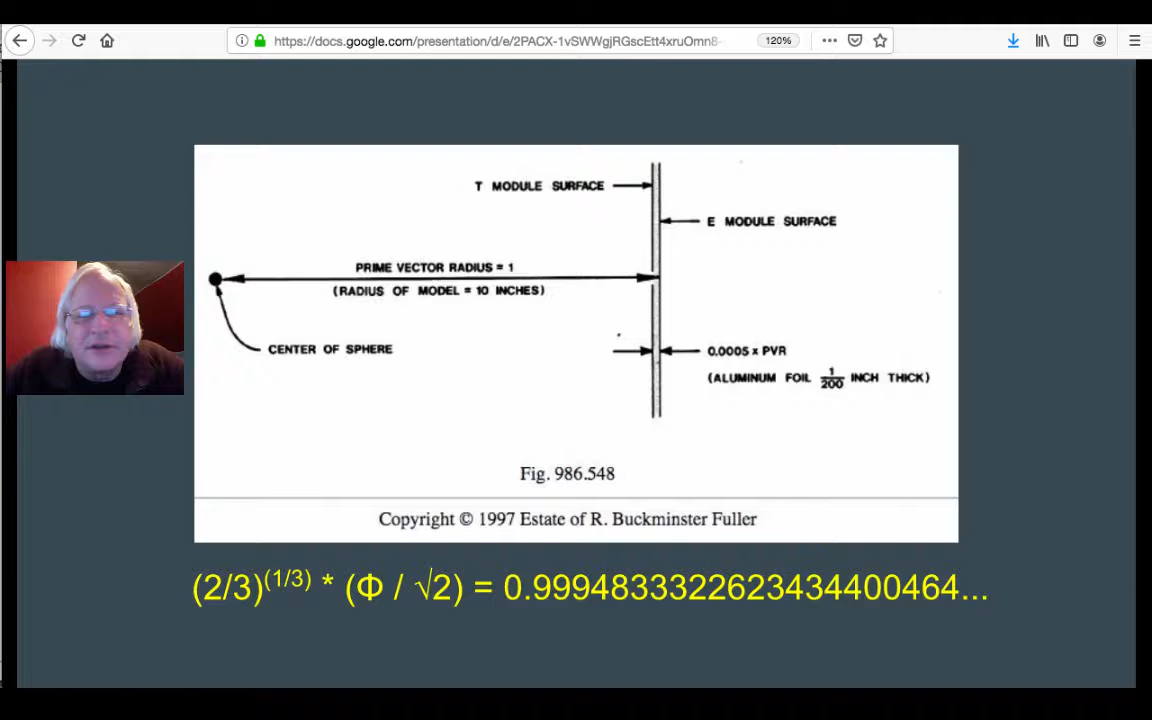 https://docs.google.com/presentation/d/e/2PACX-1vSWWgjRGscEtt4xruOmn8-
120%
T MODULE SURFACE
E MODULE SURFACE
PRIME VECTOR RADIUS = 1
(RADIUS OF MODEL = 10 INCHES)
CENTER OF SPHERE
0.0005 x PVR
(ALUMINUM FOIL 1/200 INCH THICK)
Fig. 986.548
Copyright © 1997 Estate of R. Buckminster Fuller
(2/3)^(1/3) * (Φ / √2) = 0.9994833322623434400464...